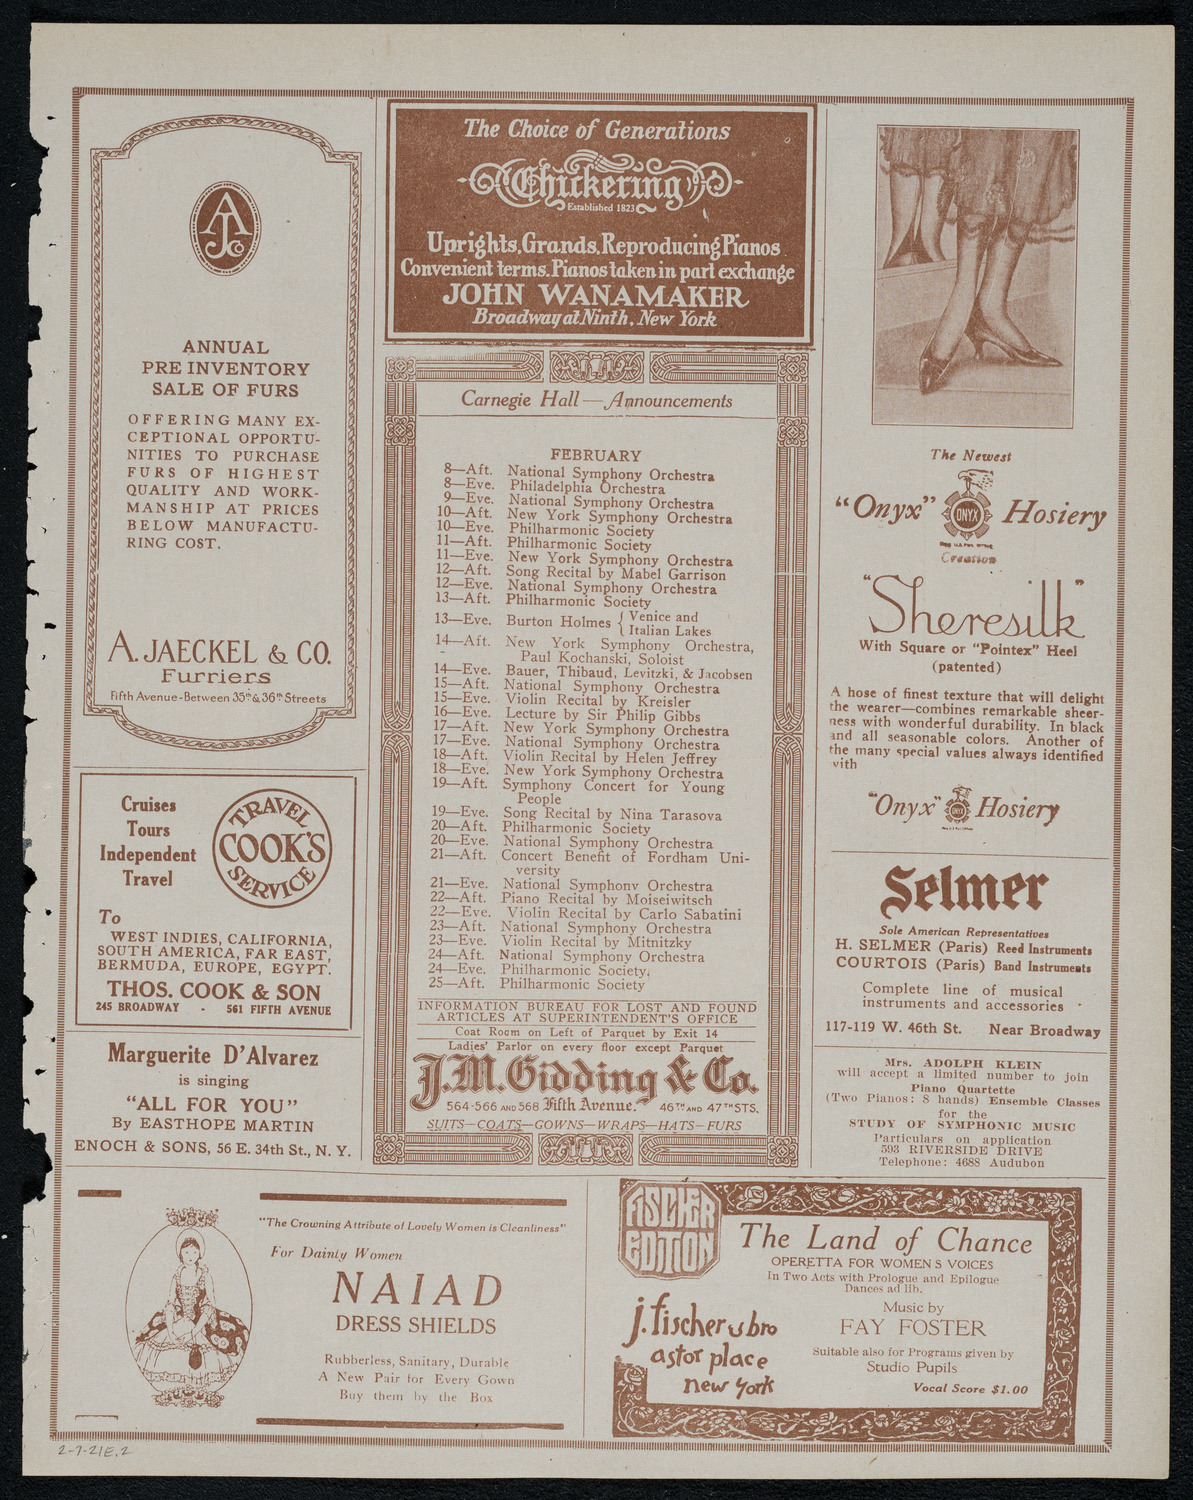 AJCo
ANNUAL
PRE INVENTORY
SALE OF FURS
OFFERING MANY EX-
CEPTIONAL OPPORTU-
NITIES TO PURCHASE
FURS OF HIGHEST
QUALITY AND WORK-
MANSHIP AT PRICES
BELOW MANUFACTU-
RING COST.
A. JAECKEL & CO.
Furriers
Fifth Avenue-Between 35th & 36th Streets
Cruises
Tours
Independent
Travel
TRAVEL
COOK'S
SERVICE
To
WEST INDIES, CALIFORNIA,
SOUTH AMERICA, FAR EAST,
BERMUDA, EUROPE, EGYPT.
THOS. COOK & SON
245 BROADWAY - 561 FIFTH AVENUE
Marguerite D'Alvarez
is singing
"ALL FOR YOU"
By EASTHOPE MARTIN
ENOCH & SONS, 56 E. 34th St., N. Y.
The Choice of Generations
Chickering
Established 1823
Uprights, Grands, Reproducing Pianos
Convenient terms. Pianos taken in part exchange
JOHN WANAMAKER
Broadway at Ninth, New York
Carnegie Hall — Announcements
FEBRUARY
8—Aft. National Symphony Orchestra
8—Eve. Philadelphia Orchestra
9—Eve. National Symphony Orchestra
10—Aft. New York Symphony Orchestra
10—Eve. Philharmonic Society
11—Aft. Philharmonic Society
11—Eve. New York Symphony Orchestra
12—Aft. Song Recital by Mabel Garrison
12—Eve. National Symphony Orchestra
13—Aft. Philharmonic Society
13—Eve. Burton Holmes { Venice and
Italian Lakes
14—Aft. New York Symphony Orchestra,
Paul Kochanski, Soloist
14—Eve. Bauer, Thibaud, Levitzki, & Jacobsen
15—Aft. National Symphony Orchestra
15—Eve. Violin Recital by Kreisler
16—Eve. Lecture by Sir Philip Gibbs
17—Aft. New York Symphony Orchestra
17—Eve. National Symphony Orchestra
18—Aft. Violin Recital by Helen Jeffrey
18—Eve. New York Symphony Orchestra
19—Aft. Symphony Concert for Young
People
19—Eve. Song Recital by Nina Tarasova
20—Aft. Philharmonic Society
20—Eve. National Symphony Orchestra
21—Aft. Concert Benefit of Fordham Uni-
versity
21—Eve. National Symphony Orchestra
22—Aft. Piano Recital by Moiseiwitsch
22—Eve. Violin Recital by Carlo Sabatini
23—Aft. National Symphony Orchestra
23—Eve. Violin Recital by Mitnitzky
24—Aft. National Symphony Orchestra
24—Eve. Philharmonic Society.
25—Aft. Philharmonic Society
INFORMATION BUREAU FOR LOST AND FOUND
ARTICLES AT SUPERINTENDENT'S OFFICE
Coat Room on Left of Parquet by Exit 14
Ladies' Parlor on every floor except Parquet
J.M. Gidding & Co.
564-566 AND 568 Fifth Avenue. 46TH AND 47TH STS.
SUITS—COATS—GOWNS—WRAPS—HATS—FURS
The Newest
"Onyx" ONYX Hosiery
Creation
"Sheresilk"
With Square or "Pointex" Heel
(patented)
A hose of finest texture that will delight
the wearer—combines remarkable sheer-
ness with wonderful durability. In black
and all seasonable colors. Another of
the many special values always identified
vith
"Onyx" Hosiery
Selmer
Sole American Representatives
H. SELMER (Paris) Reed Instruments
COURTOIS (Paris) Band Instruments
Complete line of musical
instruments and accessories
117-119 W. 46th St. Near Broadway
Mrs. ADOLPH KLEIN
will accept a limited number to join
Piano Quartette
(Two Pianos: 8 hands) Ensemble Classes
for the
STUDY OF SYMPHONIC MUSIC
Particulars on application
593 RIVERSIDE DRIVE
Telephone: 4688 Audubon
"The Crowning Attribute of Lovely Women is Cleanliness"
For Dainty Women
NAIAD
DRESS SHIELDS
Rubberless, Sanitary, Durable
A New Pair for Every Gown
Buy them by the Box
FISCHER
EDITION
The Land of Chance
OPERETTA FOR WOMEN S VOICES
In Two Acts with Prologue and Epilogue
Dances ad lib.
Music by
FAY FOSTER
Suitable also for Programs given by
Studio Pupils
Vocal Score $1.00
j. fischer & bro
astor place
new york
2-7-21E.2